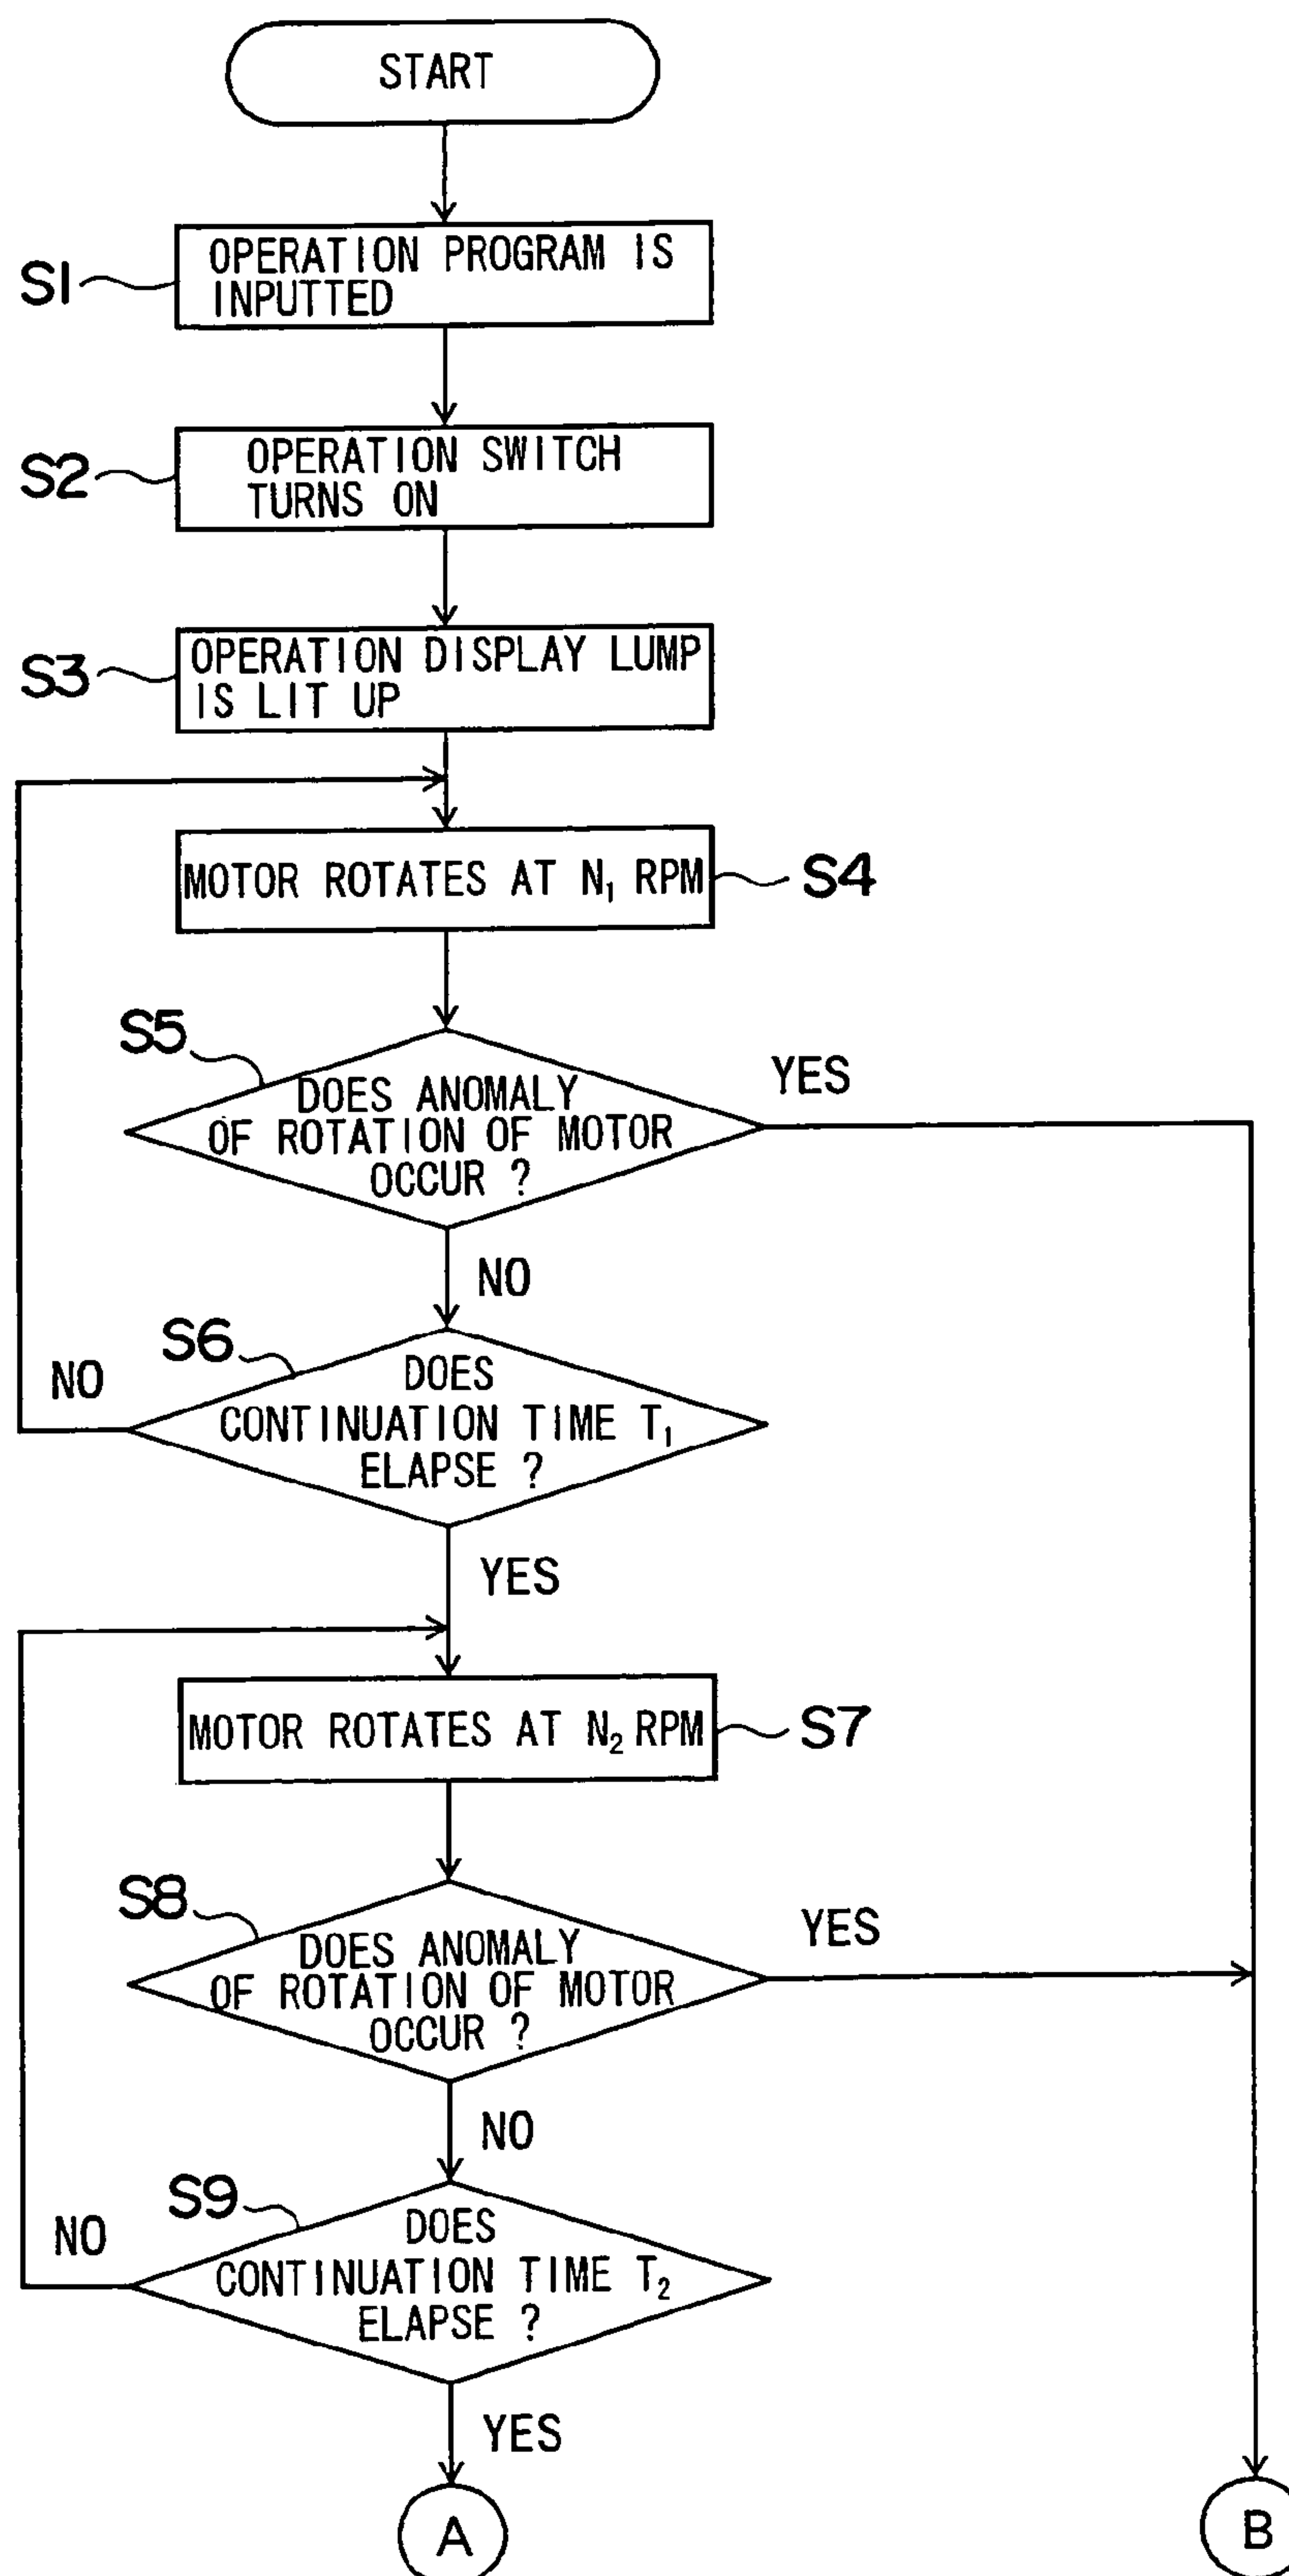 START
S1
OPERATION PROGRAM IS
INPUTTED
S2
OPERATION SWITCH
TURNS ON
S3
OPERATION DISPLAY LUMP
IS LIT UP
MOTOR ROTATES AT N₁ RPM
S4
S5
DOES ANOMALY
OF ROTATION OF MOTOR
OCCUR ?
YES
NO
S6
DOES
CONTINUATION TIME T₁
ELAPSE ?
NO
YES
MOTOR ROTATES AT N₂ RPM
S7
S8
DOES ANOMALY
OF ROTATION OF MOTOR
OCCUR ?
YES
NO
S9
DOES
CONTINUATION TIME T₂
ELAPSE ?
NO
YES
A
B